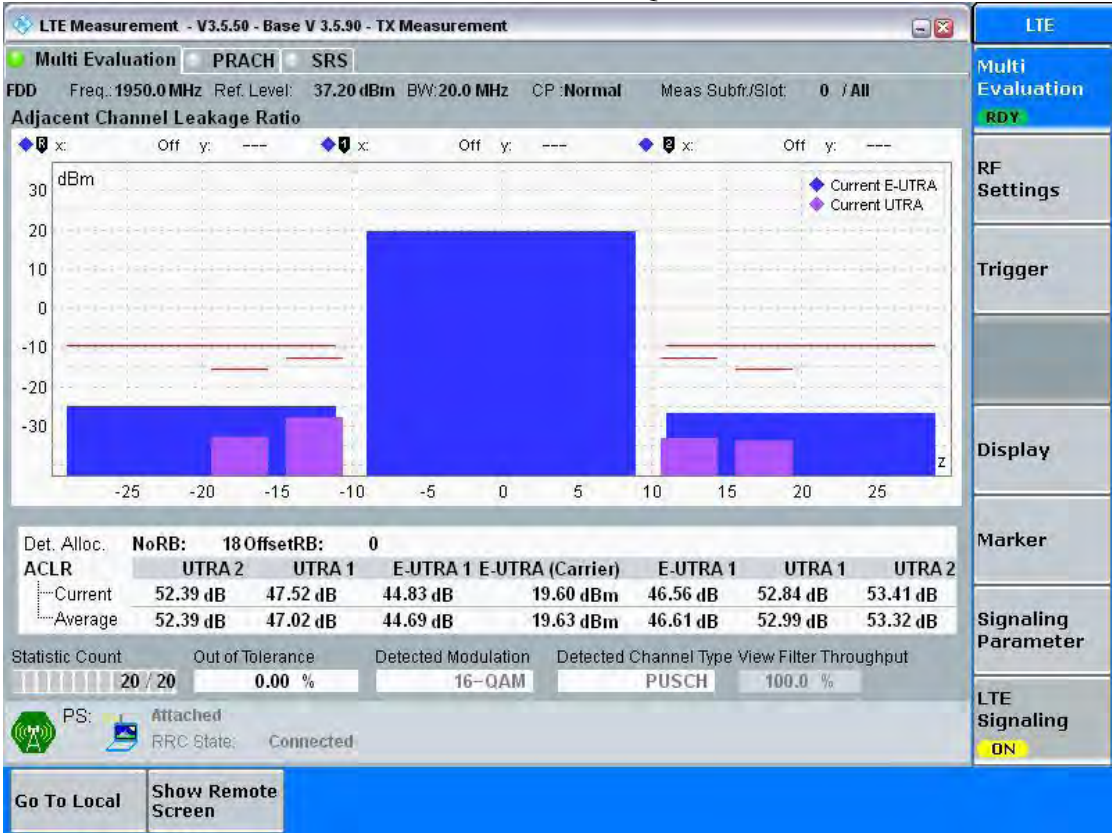 LTE Measurement - V3.5.50 - Base V 3.5.90 - TX Measurement
LTE
Multi Evaluation PRACH SRS
Multi Evaluation
RDY
FDD Freq.: 1950.0 MHz Ref. Level: 37.20 dBm BW: 20.0 MHz CP :Normal Meas Subfr./Slot: 0 / All
Adjacent Channel Leakage Ratio
R x: Off y: --- 1 x: Off y: --- 2 x: Off y: ---
dBm
Current E-UTRA
Current UTRA
30
20
10
0
-10
-20
-30
z
-25 -20 -15 -10 -5 0 5 10 15 20 25
RF Settings
Trigger
Display
Marker
Signaling Parameter
LTE Signaling
ON
Det. Alloc. NoRB: 18 OffsetRB: 0
ACLR UTRA 2 UTRA 1 E-UTRA 1 E-UTRA (Carrier) E-UTRA 1 UTRA 1 UTRA 2
Current 52.39 dB 47.52 dB 44.83 dB 19.60 dBm 46.56 dB 52.84 dB 53.41 dB
Average 52.39 dB 47.02 dB 44.69 dB 19.63 dBm 46.61 dB 52.99 dB 53.32 dB
Statistic Count Out of Tolerance Detected Modulation Detected Channel Type View Filter Throughput
20 / 20 0.00 % 16-QAM PUSCH 100.0 %
PS: Attached
RRC State: Connected
Go To Local
Show Remote Screen